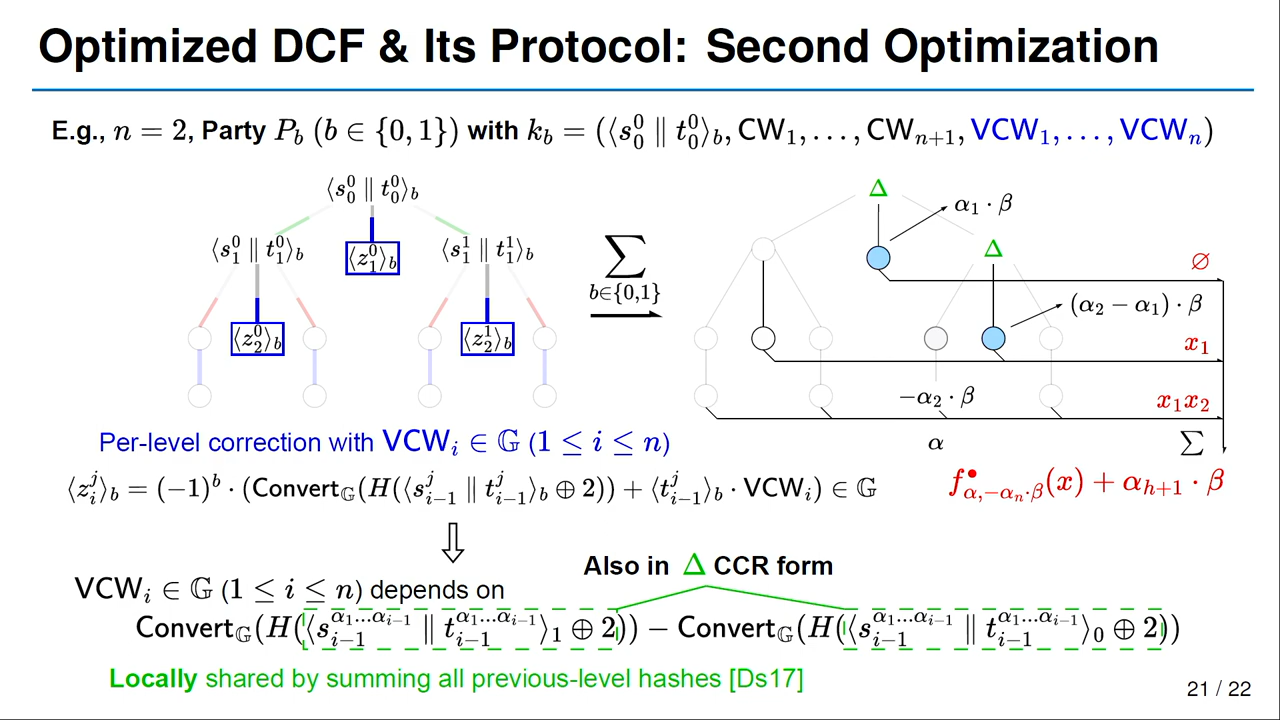 Optimized DCF & Its Protocol: Second Optimization
E.g., n = 2, Party P_b (b ∈ {0, 1}) with k_b = (⟨s_0^0 ∥ t_0^0⟩_b, CW_1, . . . , CW_{n+1}, VCW_1, . . . , VCW_n)
⟨s_0^0 ∥ t_0^0⟩_b
⟨s_1^0 ∥ t_1^0⟩_b
⟨z_1^0⟩_b
⟨s_1^1 ∥ t_1^1⟩_b
⟨z_2^0⟩_b
⟨z_2^1⟩_b
∑
b∈{0,1}
Δ
α_1 · β
Δ
∅
(α_2 − α_1) · β
x_1
−α_2 · β
x_1x_2
α
∑
Per-level correction with VCW_i ∈ 𝔾 (1 ≤ i ≤ n)
⟨z_i^j⟩_b = (−1)^b · (Convert_𝔾(H(⟨s_{i−1}^j ∥ t_{i−1}^j⟩_b ⊕ 2)) + ⟨t_{i−1}^j⟩_b · VCW_i) ∈ 𝔾
f^•_{α,−α_n·β}(x) + α_{h+1} · β
⇓
Also in Δ CCR form
VCW_i ∈ 𝔾 (1 ≤ i ≤ n) depends on
Convert_𝔾(H(⟨s_{i−1}^{α_1...α_{i−1}} ∥ t_{i−1}^{α_1...α_{i−1}}⟩_1 ⊕ 2)) − Convert_𝔾(H(⟨s_{i−1}^{α_1...α_{i−1}} ∥ t_{i−1}^{α_1...α_{i−1}}⟩_0 ⊕ 2))
Locally shared by summing all previous-level hashes [Ds17]
21 / 22